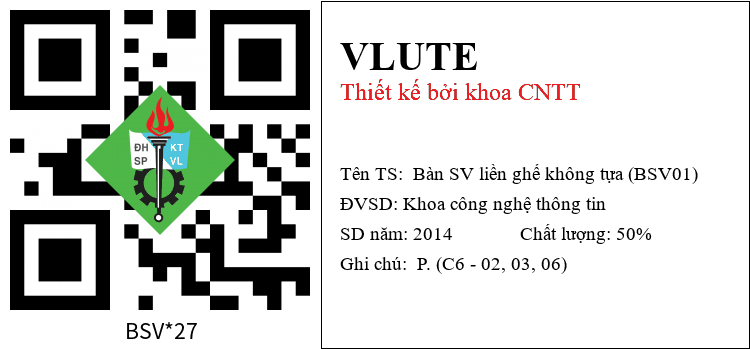 ĐH KT
SP VL
BSV*27
VLUTE
Thiết kế bởi khoa CNTT
Tên TS: Bàn SV liền ghế không tựa (BSV01)
ĐVSD: Khoa công nghệ thông tin
SD năm: 2014 Chất lượng: 50%
Ghi chú: P. (C6 - 02, 03, 06)